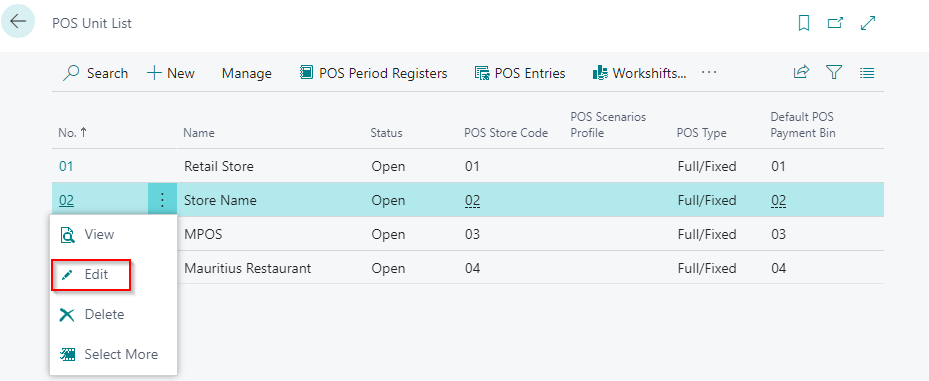 POS Unit List
Search New Manage POS Period Registers POS Entries Workshifts... ...
No. ↑ Name Status POS Store Code POS Scenarios Profile POS Type Default POS Payment Bin
01 Retail Store Open 01 Full/Fixed 01
02 Store Name Open 02 Full/Fixed 02
MPOS Open 03 Full/Fixed 03
Mauritius Restaurant Open 04 Full/Fixed 04
View
Edit
Delete
Select More